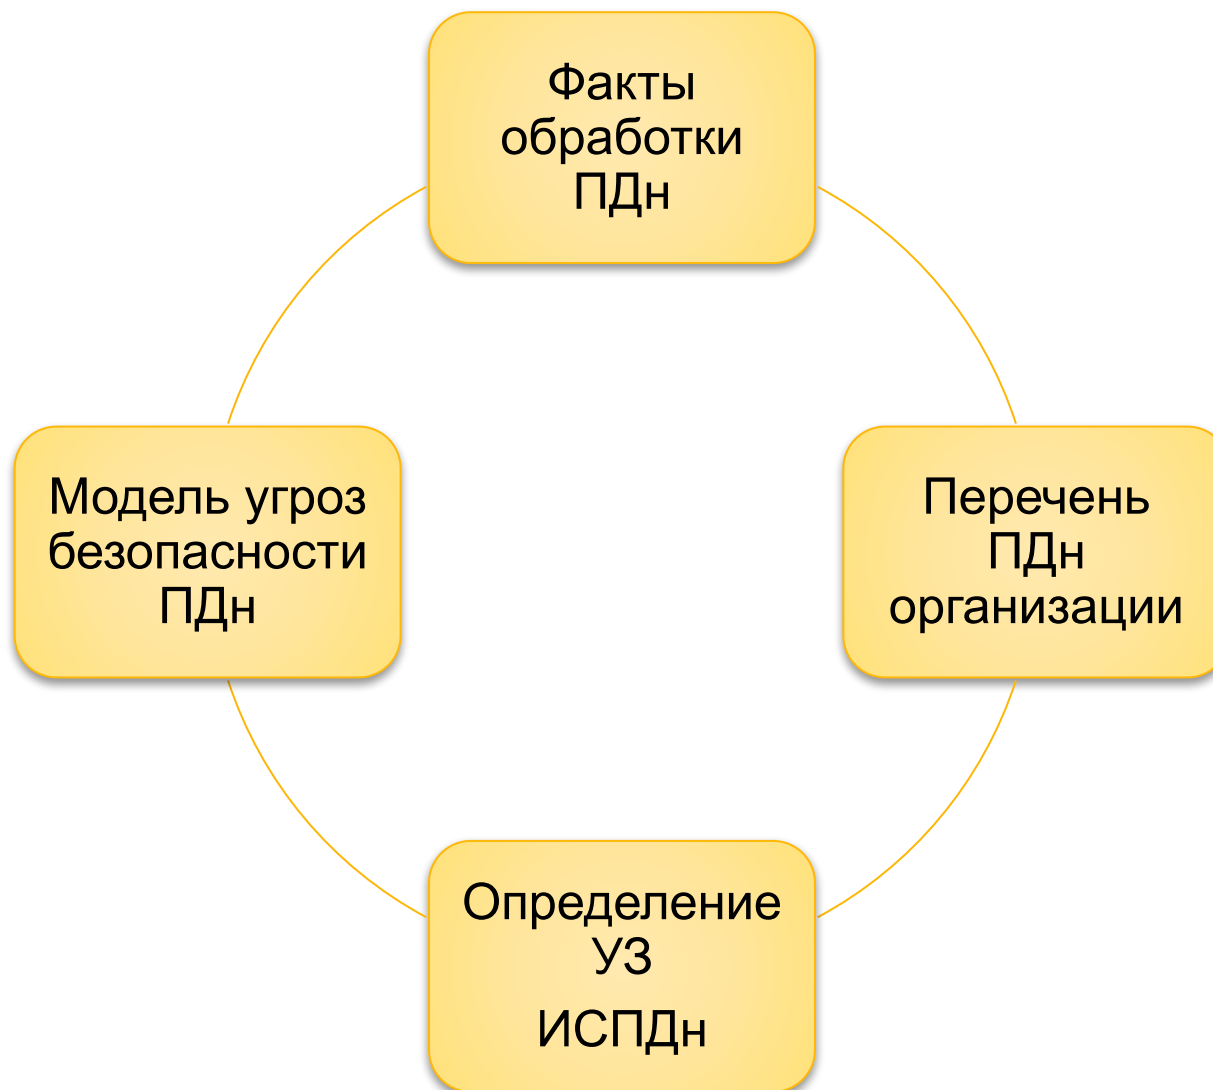 Факты
обработки
ПДн
Модель угроз
безопасности
ПДн
Перечень
ПДн
организации
Определение
УЗ
ИСПДн